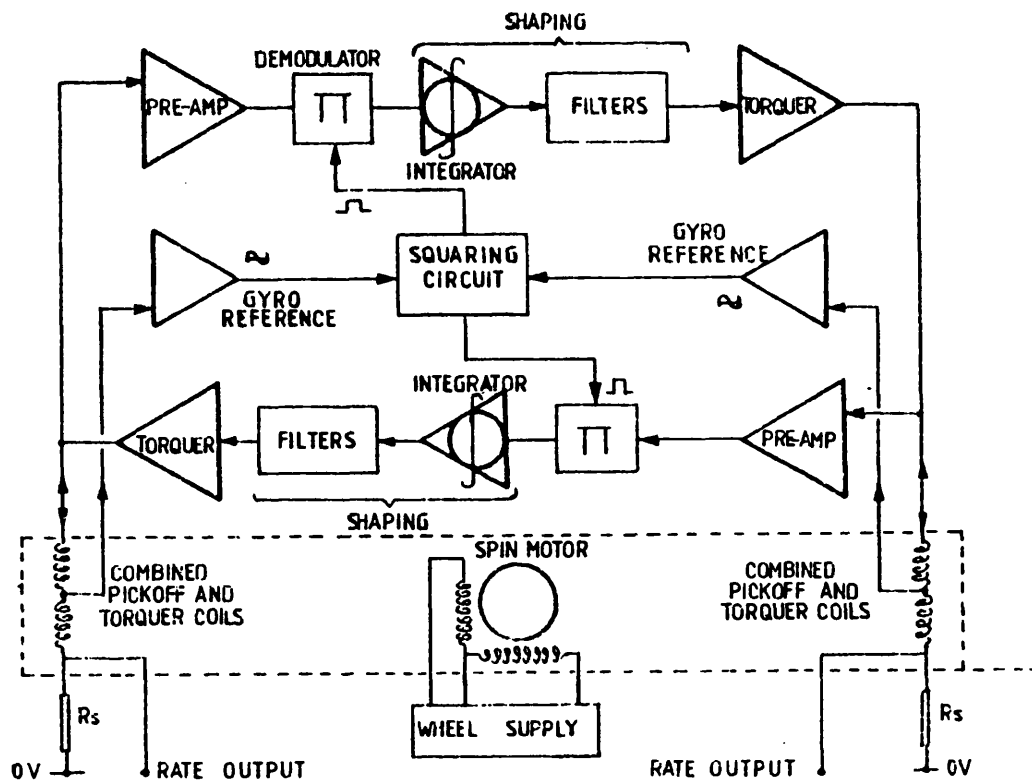 SHAPING
DEMODULATOR
PRE-AMP
FILTERS
TORQUER
INTEGRATOR
GYRO
REFERENCE
SQUARING
CIRCUIT
GYRO
REFERENCE
INTEGRATOR
TORQUER
FILTERS
PRE-AMP
SHAPING
SPIN MOTOR
COMBINED
PICKOFF AND
TORQUER COILS
COMBINED
PICKOFF AND
TORQUER COILS
Rs
WHEEL SUPPLY
Rs
0V
RATE OUTPUT
RATE OUTPUT
0V